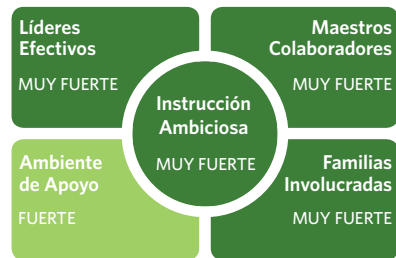 Líderes
Efectivos
MUY FUERTE
Maestros
Colaboradores
MUY FUERTE
Instrucción
Ambiciosa
MUY FUERTE
Ambiente
de Apoyo
FUERTE
Familias
Involucradas
MUY FUERTE